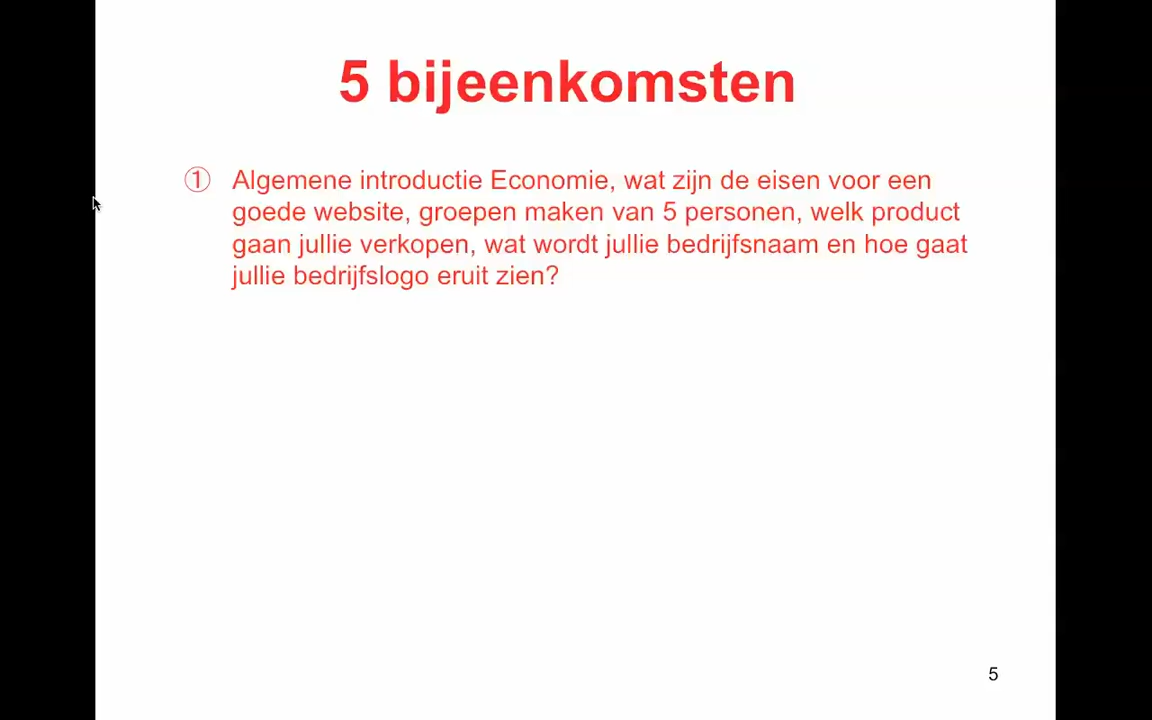 5 bijeenkomsten
① Algemene introductie Economie, wat zijn de eisen voor een
goede website, groepen maken van 5 personen, welk product
gaan jullie verkopen, wat wordt jullie bedrijfsnaam en hoe gaat
jullie bedrijfslogo eruit zien?
5